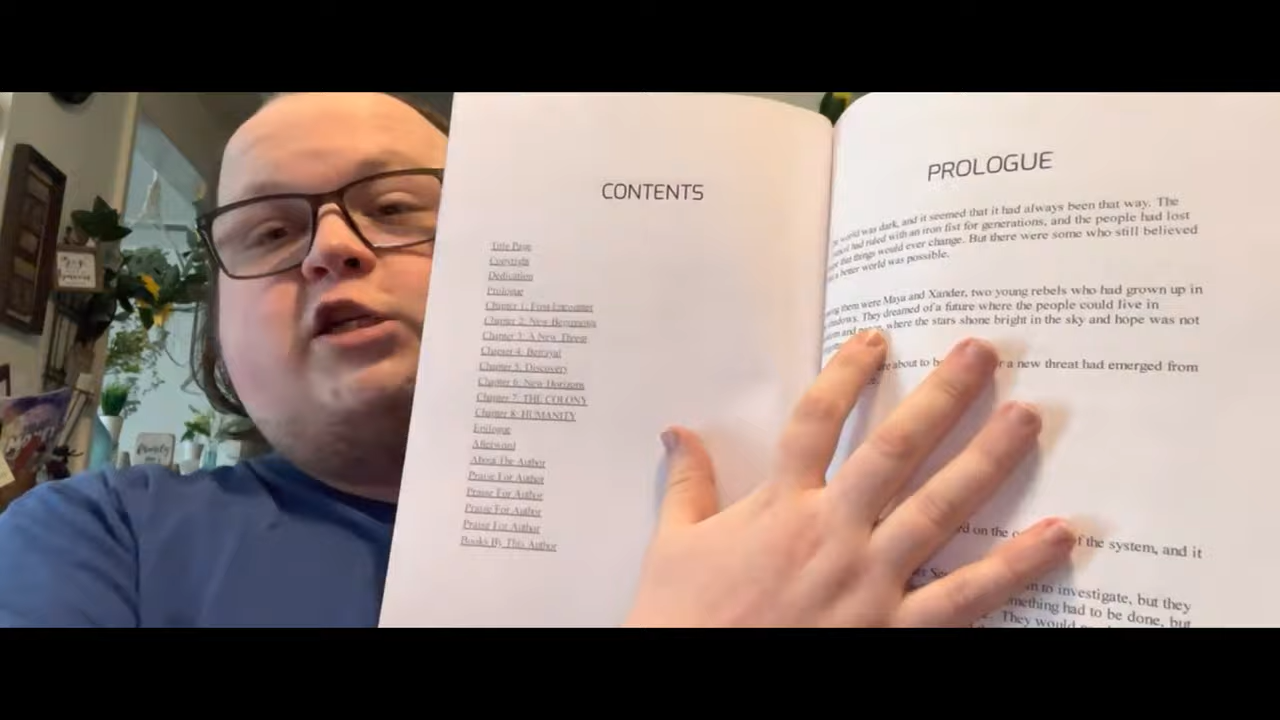 CONTENTS
Title Page
Copyright
Dedication
Prologue
Chapter 1: First Encounter
Chapter 2: New Beginnings
Chapter 3: A New Threat
Chapter 4: Betrayal
Chapter 5: Discovery
Chapter 6: New Horizons
Chapter 7: THE COLONY
Chapter 8: HUMANITY
Epilogue
Afterword
About The Author
Praise For Author
Praise For Author
Praise For Author
Praise For Author
Books By This Author
PROLOGUE
world was dark, and it seemed that it had always been that way. The
had ruled with an iron fist for generations, and the people had lost
that things would ever change. But there were some who still believed
a better world was possible.
them were Maya and Xander, two young rebels who had grown up in
They dreamed of a future where the people could live in
and where the stars shone bright in the sky and hope was not
about to a new threat had emerged from
on the of the system, and it
to investigate, but they
had to be done, but
They would